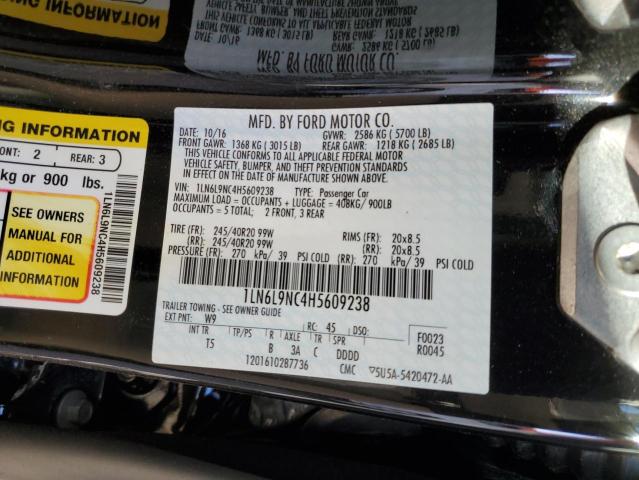 MFD. BY FORD MOTOR CO.
DATE: 10/16 GVWR: 2586 KG ( 5700 LB)
FRONT GAWR: 1368 KG ( 3015 LB) REAR GAWR: 1218 KG ( 2685 LB)
THIS VEHICLE CONFORMS TO ALL APPLICABLE FEDERAL MOTOR
VEHICLE SAFETY, BUMPER, AND THEFT PREVENTION STANDARDS
IN EFFECT ON THE DATE OF MANUFACTURE SHOWN ABOVE.
VIN: 1LN6L9NC4H5609238 TYPE: Passenger Car
MAXIMUM LOAD = OCCUPANTS + LUGGAGE = 408KG/900LB
OCCUPANTS = 5 TOTAL; 2 FRONT, 3 REAR
TIRE (FR): 245/40R20 99W RIMS (FR): 20x8.5
(RR): 245/40R20 99W (RR): 20x8.5
PRESSURE (FR): 270 kPa/ 39 PSI COLD (RR) 270 kPa/ 39 PSI COLD
1LN6L9NC4H5609238
TRAILER TOWING - SEE OWNER GUIDE
EXT PNT: W9 RC: 45 DSO: F0023
INT TR TP/PS R AXLE TR SPR R0045
T5 B 3A C DDDD
1201610287736 CMC ▽5U5A-5420472-AA
NG INFORMATION
ONT: 2 REAR: 3
kg or 900 lbs.
SEE OWNERS
MANUAL FOR
ADDITIONAL
INFORMATION
1LN6L9NC4H5609238